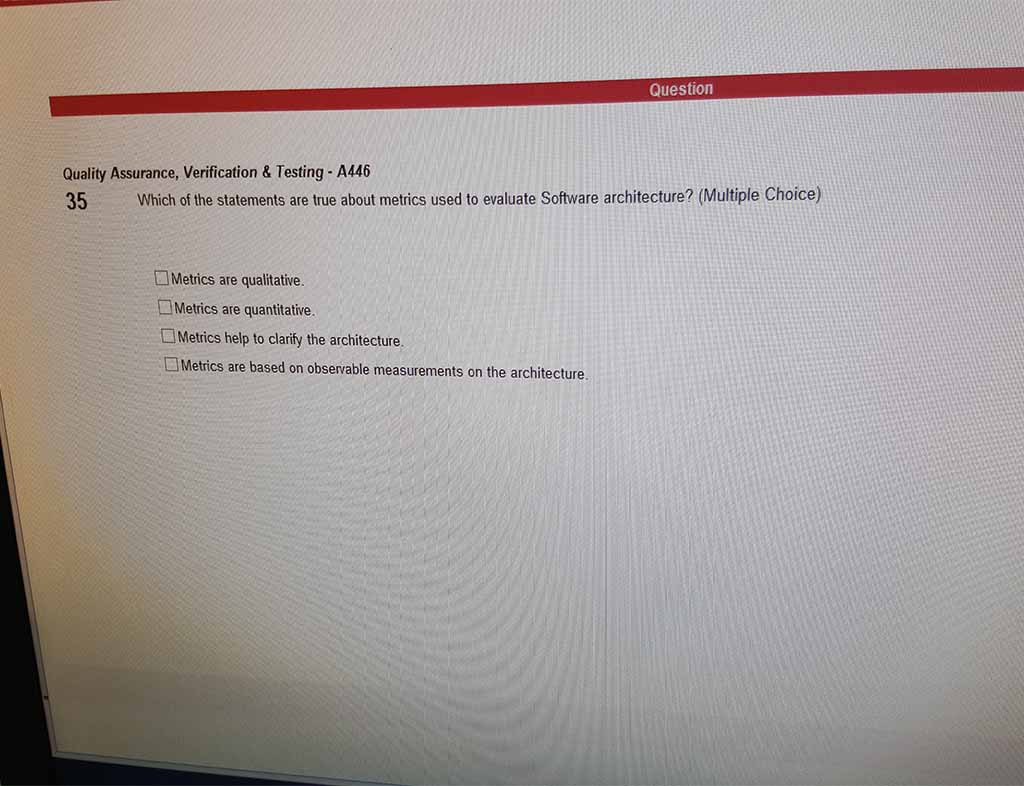 Question
Quality Assurance, Verification & Testing - A446
35 Which of the statements are true about metrics used to evaluate Software architecture? (Multiple Choice)
Metrics are qualitative.
Metrics are quantitative.
Metrics help to clarify the architecture.
Metrics are based on observable measurements on the architecture.